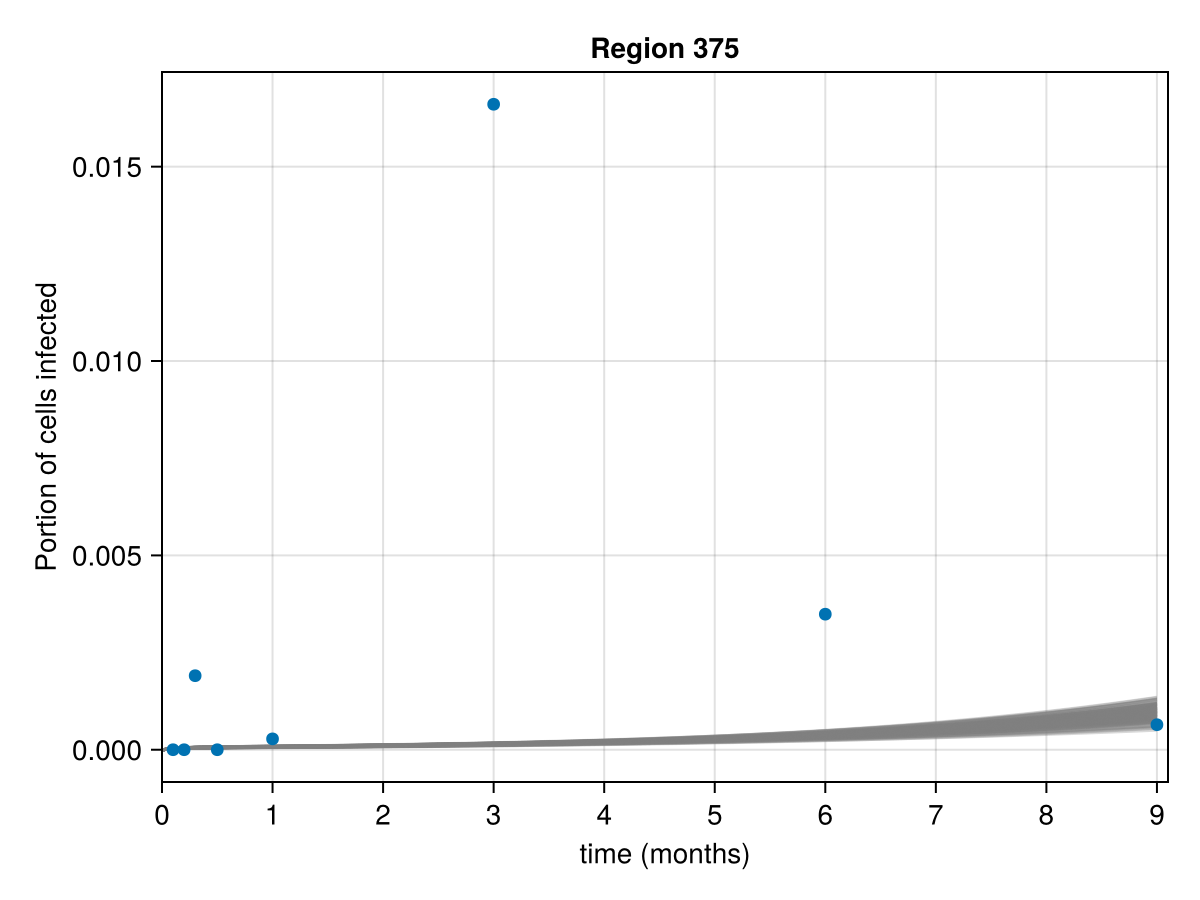 Region 375
Portion of cells infected
0.015
0.010
0.005
0.000
0 1 2 3 4 5 6 7 8 9
time (months)